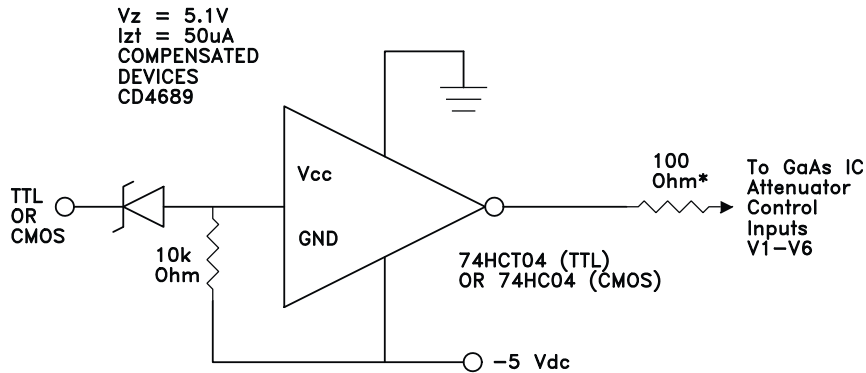 Vz = 5.1V
Izt = 50uA
COMPENSATED
DEVICES
CD4689
Vcc
GND
TTL
OR
CMOS
10k
Ohm
100
Ohm*
To GaAs IC
Attenuator
Control
Inputs
V1-V6
74HCT04 (TTL)
OR 74HC04 (CMOS)
-5 Vdc